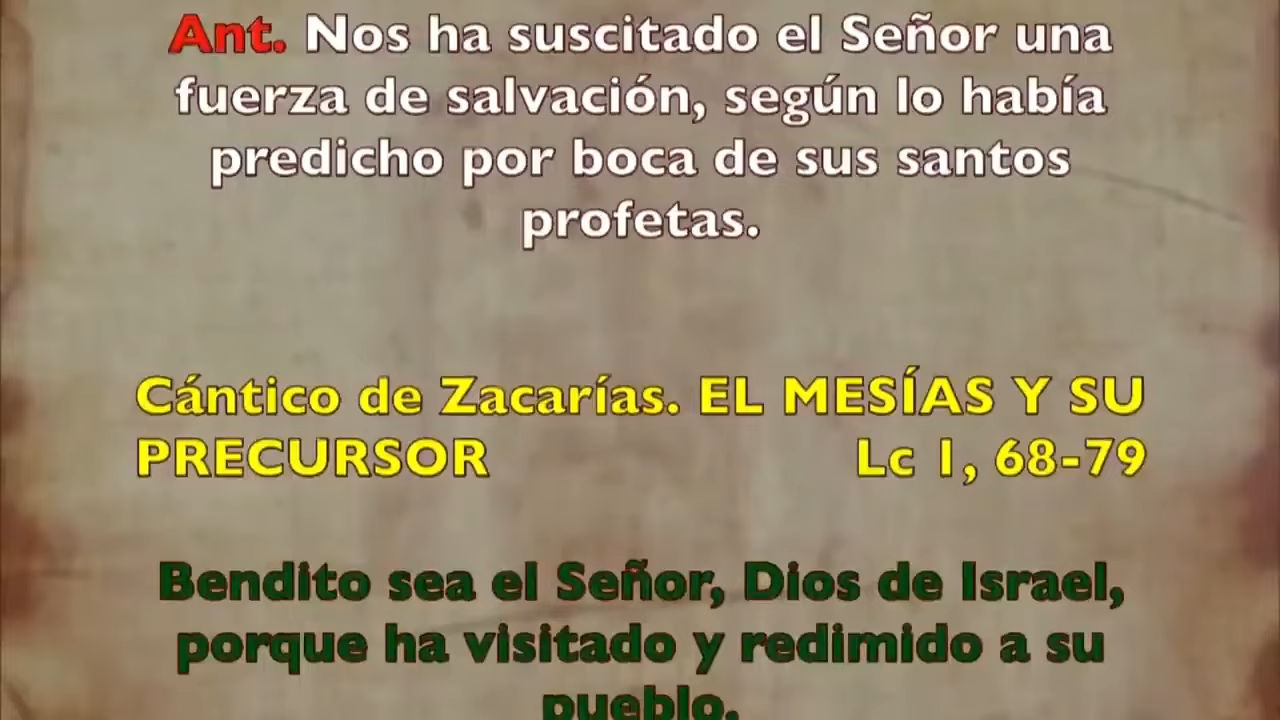 Ant. Nos ha suscitado el Señor una
fuerza de salvación, según lo había
predicho por boca de sus santos
profetas.
Cántico de Zacarías. EL MESÍAS Y SU
PRECURSOR Lc 1, 68-79
Bendito sea el Señor, Dios de Israel,
porque ha visitado y redimido a su
pueblo.